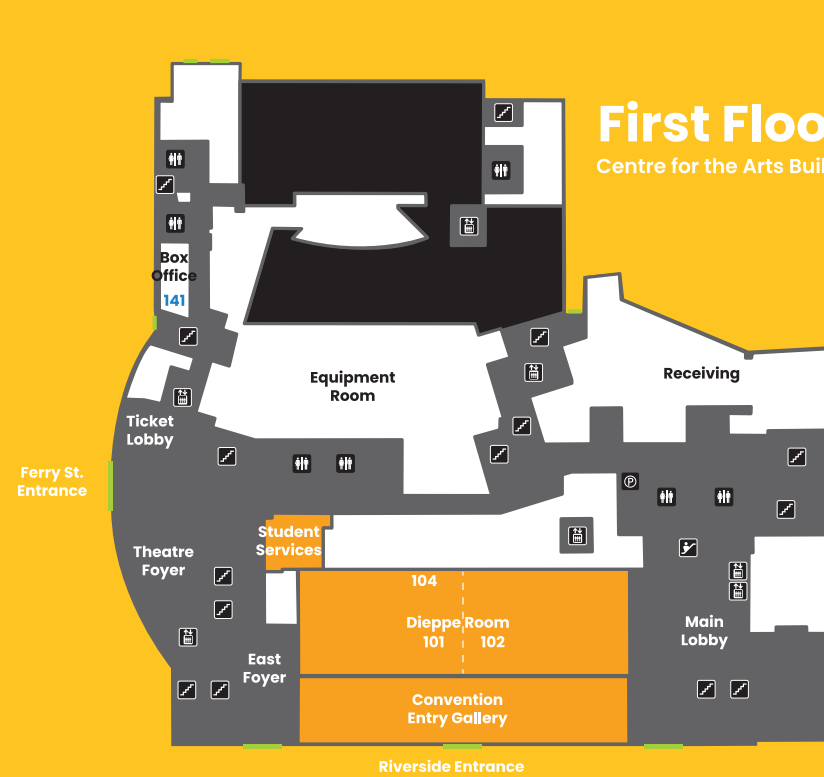 First Floo
Centre for the Arts Buil
Box
Office
141
Equipment
Room
Receiving
Ticket
Lobby
Ferry St.
Entrance
P
Student
Services
Theatre
Foyer
104
Dieppe Room
101 102
Main
Lobby
East
Foyer
Convention
Entry Gallery
Riverside Entrance